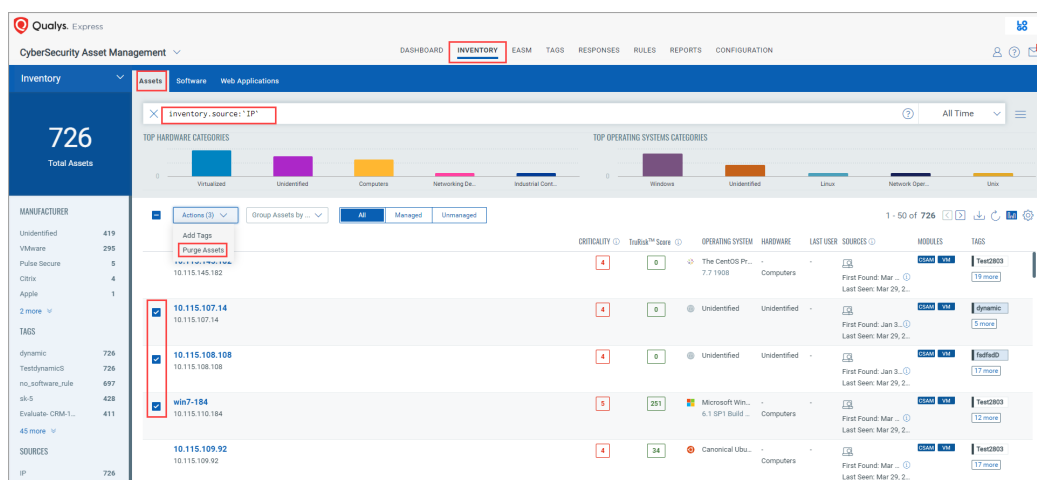 Qualys. Express
LO
GO
CyberSecurity Asset Management
DASHBOARD INVENTORY EASM TAGS RESPONSES RULES REPORTS CONFIGURATION
Inventory
Assets Software Web Applications
inventory.source:`IP`
All Time
726
Total Assets
TOP HARDWARE CATEGORIES
TOP OPERATING SYSTEMS CATEGORIES
0
Virtualized Unidentified Computers Networking De... Industrial Cont...
0
Windows Unidentified Linux Network Oper... Unix
MANUFACTURER
Unidentified 419
VMware 295
Pulse Secure 5
Citrix 4
Apple 1
2 more
TAGS
dynamic 726
TestdynamicS 726
no_software_rule 697
sk-5 428
Evaluate- CRM-1... 411
45 more
SOURCES
IP 726
Actions (3) Group Assets by ... All Managed Unmanaged
1 - 50 of 726
Add Tags
Purge Assets
CRITICALITY TruRisk™ Score OPERATING SYSTEM HARDWARE LAST USER SOURCES MODULES TAGS
10.115.145.182
4 0 The CentOS Pr... - - CSAM VM Test2803
7.7 1908 Computers
First Found: Mar ...
Last Seen: Mar 29, 2...
19 more
10.115.107.14
10.115.107.14
4 0 Unidentified Unidentified - CSAM VM dynamic
First Found: Jan 3...
Last Seen: Mar 29, 2...
5 more
10.115.108.108
10.115.108.108
4 0 Unidentified Unidentified - CSAM VM fsdfsdD
First Found: Jan 3...
Last Seen: Mar 29, 2...
17 more
win7-184
10.115.110.184
5 251 Microsoft Win... - - CSAM VM Test2803
6.1 SP1 Build ... Computers
First Found: Mar ...
Last Seen: Mar 29, 2...
12 more
10.115.109.92
10.115.109.92
4 34 Canonical Ubu... - - CSAM VM Test2803
Computers
First Found: Mar ...
Last Seen: Mar 29, 2...
17 more